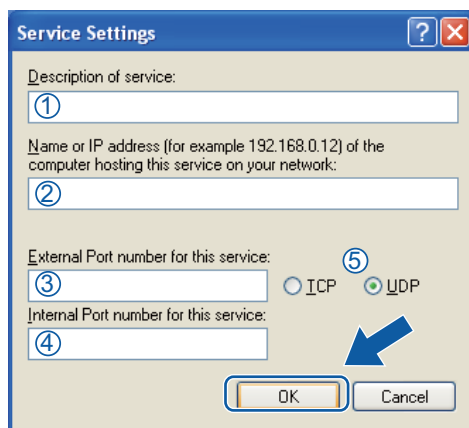 Service Settings
Description of service:
①
Name or IP address (for example 192.168.0.12) of the
computer hosting this service on your network:
②
External Port number for this service:
⑤
③
TCP
UDP
Internal Port number for this service:
④
OK
Cancel